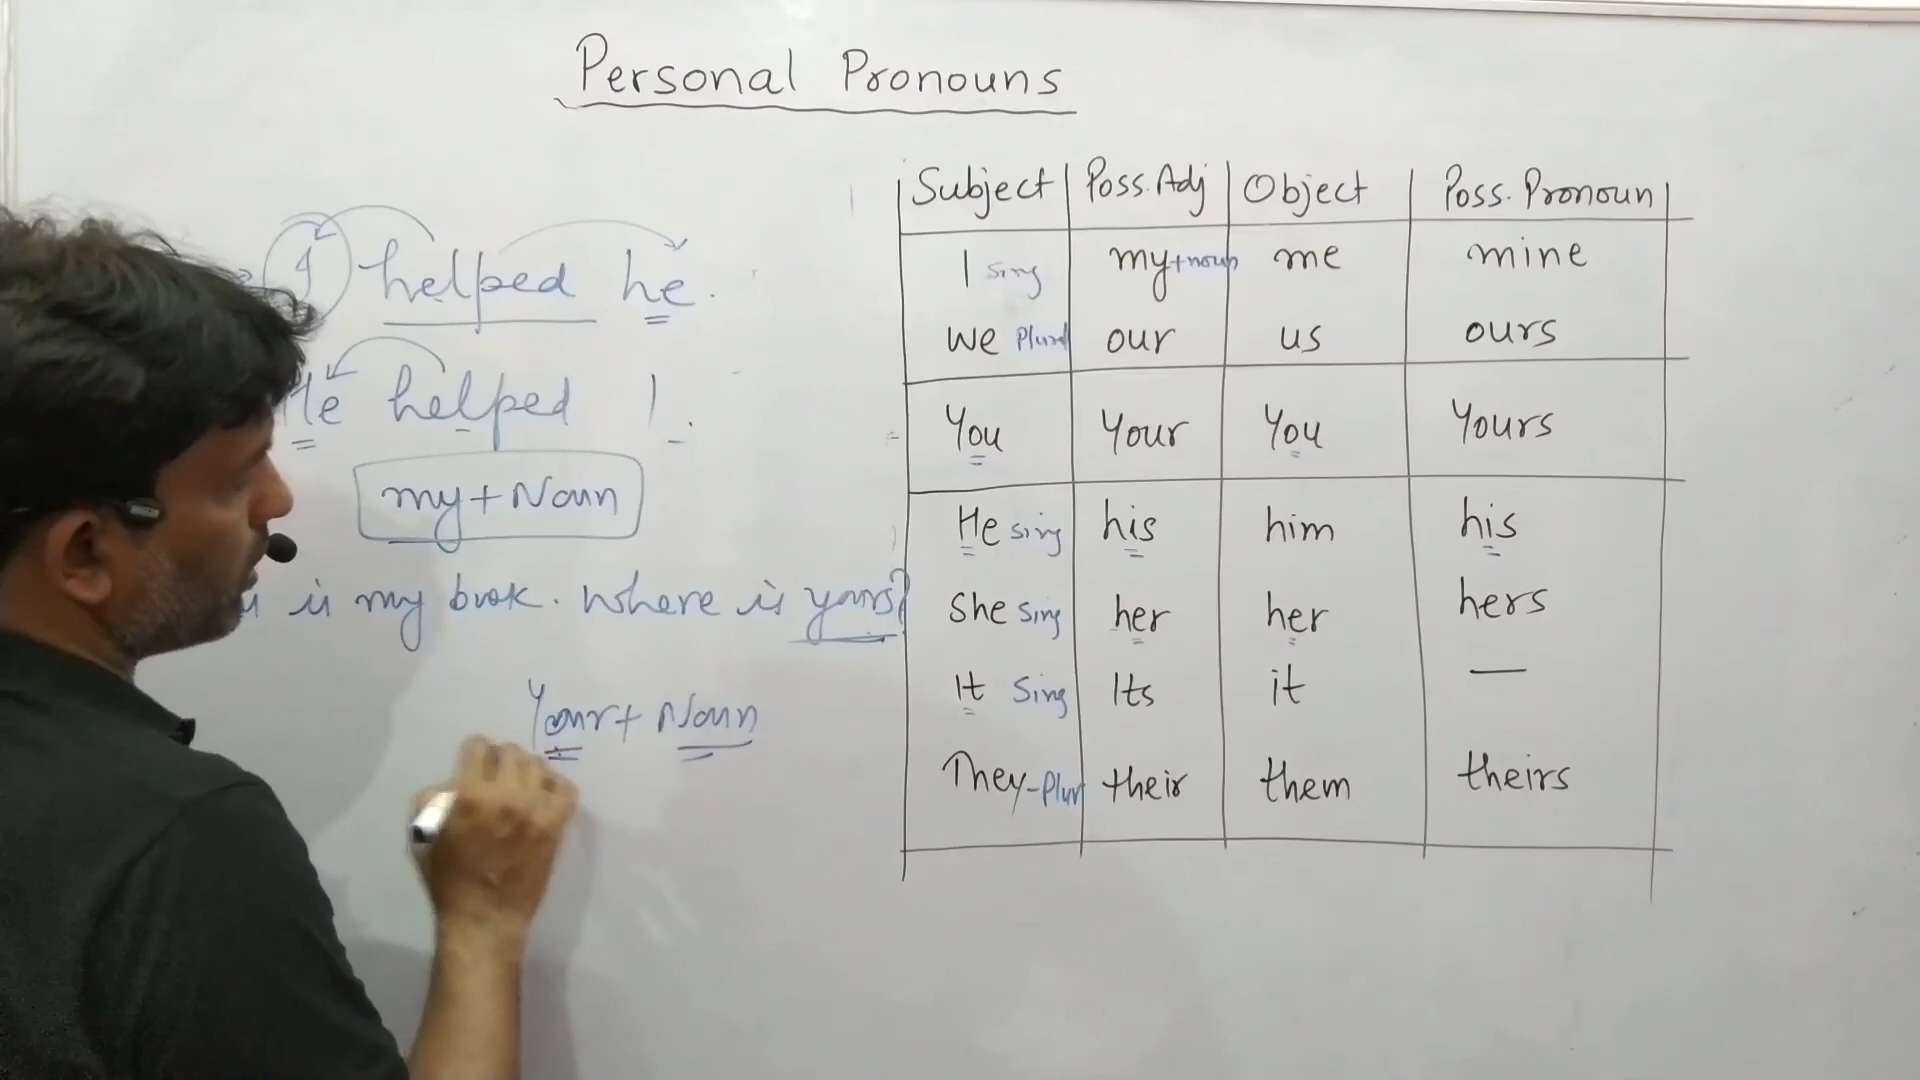 Personal Pronouns
I helped he.
He helped I.
my + Noun
is my book. Where is yours?
Your + Noun
Subject Poss. Adj Object Poss. Pronoun
I sing my + noun me mine
we Plural our us ours
You Your You Yours
He sing his him his
She Sing her her hers
It Sing Its it —
They - Plur their them theirs